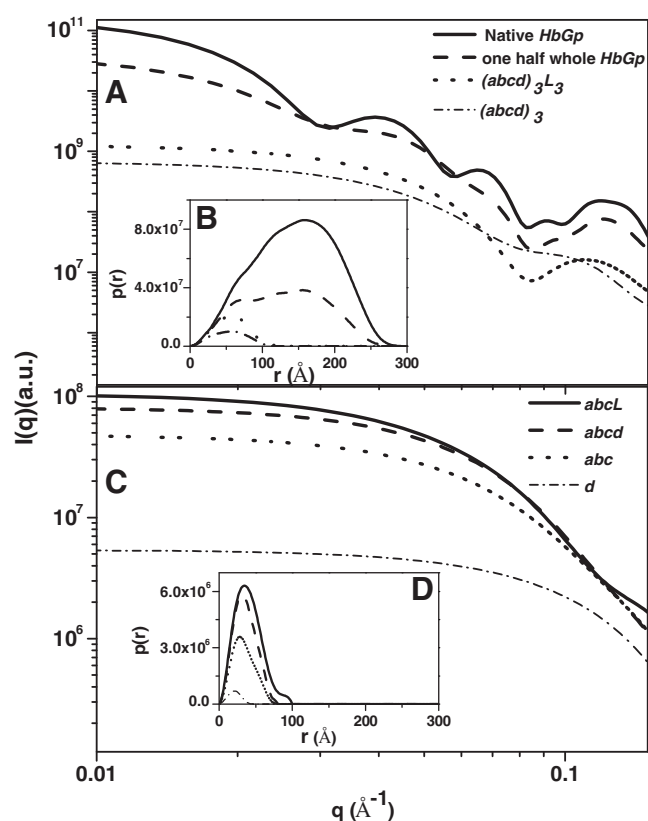 10¹¹
10⁹
10⁷
A
Native HbGp
one half whole HbGp
(abcd)₃L₃
(abcd)₃
B
8.0x10⁷
4.0x10⁷
0.0
p(r)
0 100 200 300
r (Å)
I(q)(a.u.)
10⁸
10⁷
10⁶
C
abcL
abcd
abc
d
D
6.0x10⁶
3.0x10⁶
0.0
p(r)
0 100 200 300
r (Å)
0.01 0.1
q (Å⁻¹)